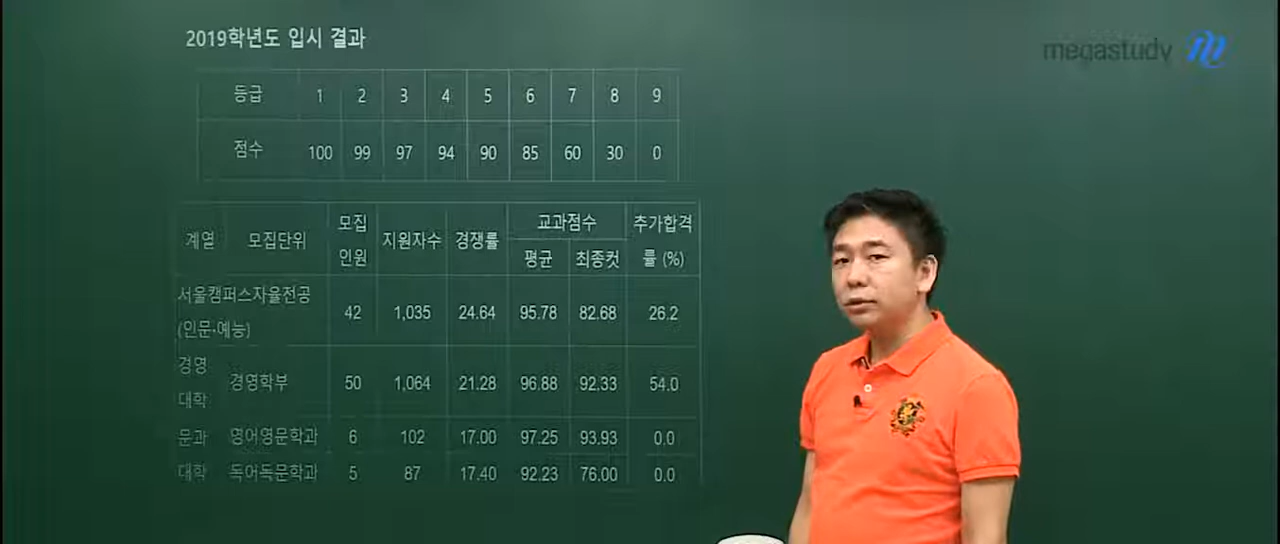 2019학년도 입시 결과
megastudy
등급 1 2 3 4 5 6 7 8 9
점수 100 99 97 94 90 85 60 30 0
계열 모집단위 모집인원 지원자수 경쟁률 교과점수 평균 최종컷 추가합격률 (%)
서울캠퍼스자율전공
(인문·예능) 42 1,035 24.64 95.78 82.68 26.2
경영대학 경영학부 50 1,064 21.28 96.88 92.33 54.0
문과 영어영문학과 6 102 17.00 97.25 93.93 0.0
대학 독어독문학과 5 87 17.40 92.23 76.00 0.0